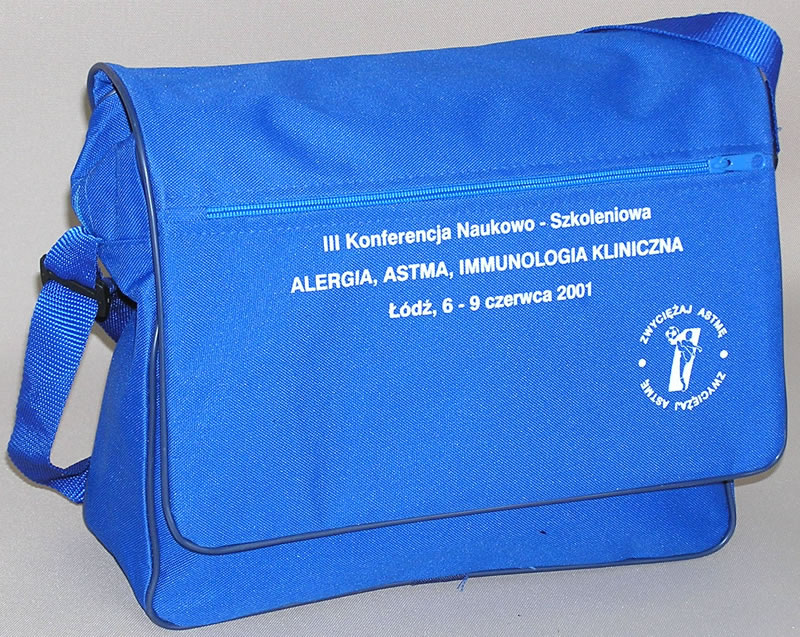 III Konferencja Naukowo - Szkoleniowa
ALERGIA, ASTMA, IMMUNOLOGIA KLINICZNA
Łódź, 6 - 9 czerwca 2001
ZWYCIĘŻAJ ASTMĘ
ZWYCIĘŻAJ ASTMĘ